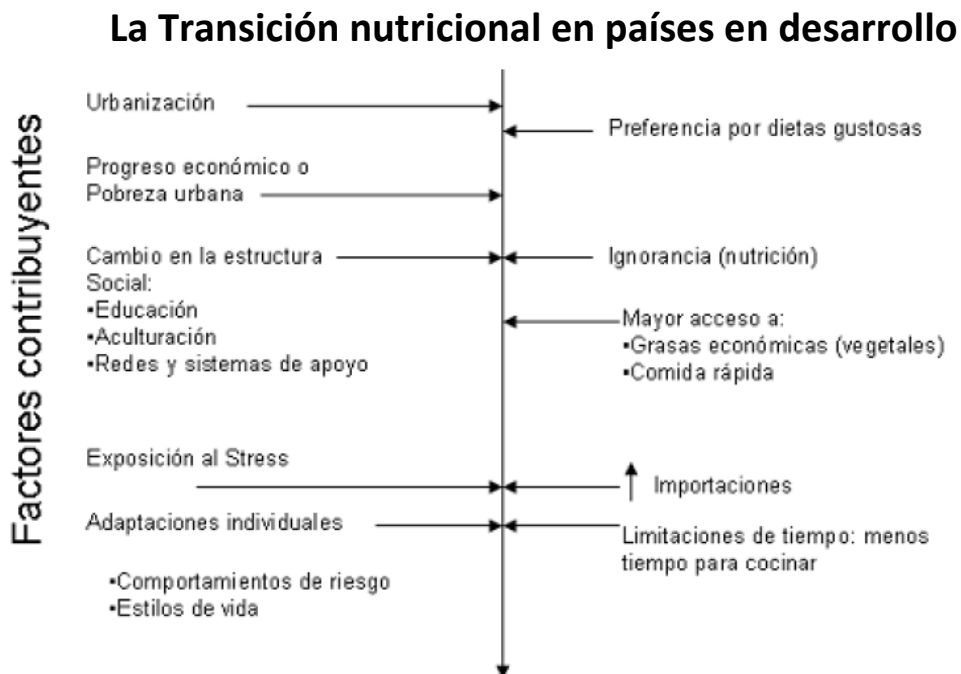 La Transición nutricional en países en desarrollo
Factores contribuyentes
Urbanización
Preferencia por dietas gustosas
Progreso económico o
Pobreza urbana
Cambio en la estructura
Social:
•Educación
•Aculturación
•Redes y sistemas de apoyo
Ignorancia (nutrición)
Mayor acceso a:
•Grasas económicas (vegetales)
•Comida rápida
Exposición al Stress
Importaciones
Adaptaciones individuales
•Comportamientos de riesgo
•Estilos de vida
Limitaciones de tiempo: menos
tiempo para cocinar